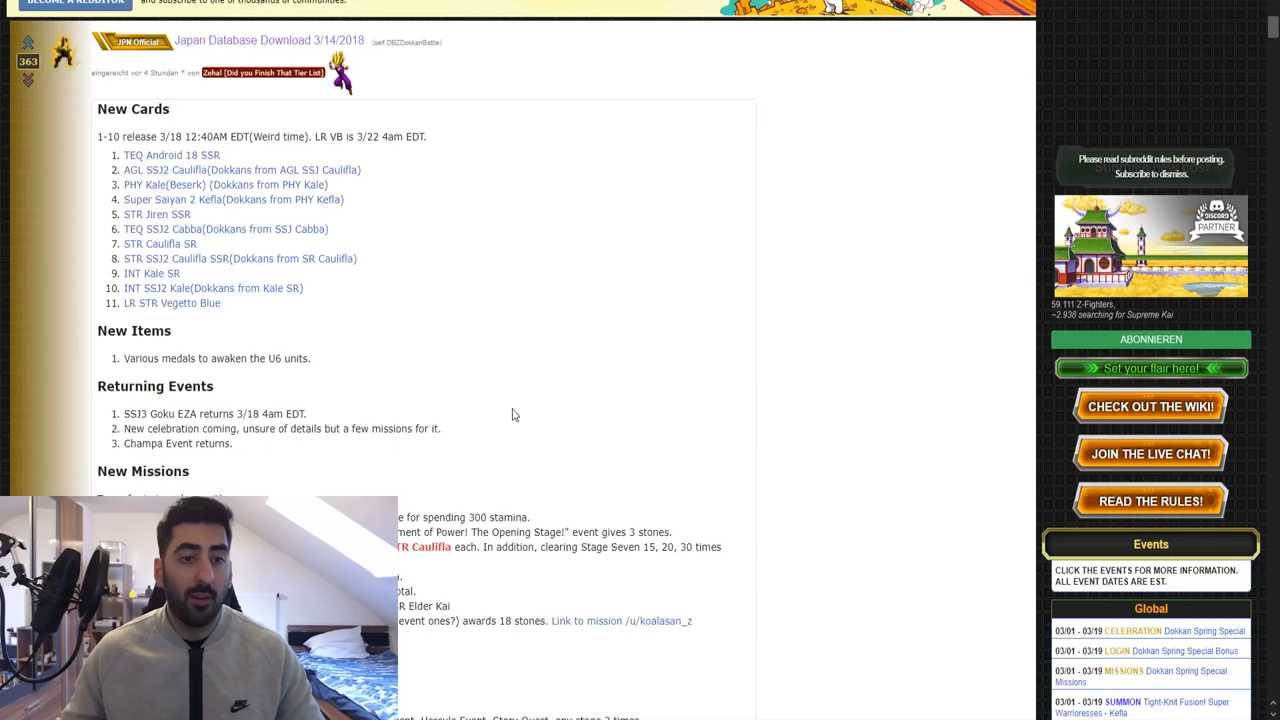 BECOME A REDDITOR
and subscribe to one of thousands of communities.
363
JPN Official
Japan Database Download 3/14/2018 (self.DBZDokkanBattle)
eingereicht vor 4 Stunden * von Zehal [Did you Finish That Tier List]
New Cards
1-10 release 3/18 12:40AM EDT(Weird time). LR VB is 3/22 4am EDT.
1. TEQ Android 18 SSR
2. AGL SSJ2 Caulifla(Dokkans from AGL SSJ Caulifla)
3. PHY Kale(Beserk) (Dokkans from PHY Kale)
4. Super Saiyan 2 Kefla(Dokkans from PHY Kefla)
5. STR Jiren SSR
6. TEQ SSJ2 Cabba(Dokkans from SSJ Cabba)
7. STR Caulifla SR
8. STR SSJ2 Caulifla SSR(Dokkans from SR Caulifla)
9. INT Kale SR
10. INT SSJ2 Kale(Dokkans from Kale SR)
11. LR STR Vegetto Blue
New Items
1. Various medals to awaken the U6 units.
Returning Events
1. SSJ3 Goku EZA returns 3/18 4am EDT.
2. New celebration coming, unsure of details but a few missions for it.
3. Champa Event returns.
New Missions
e for spending 300 stamina.
ment of Power! The Opening Stage!" event gives 3 stones.
TR Caulifla each. In addition, clearing Stage Seven 15, 20, 30 times
otal.
SR Elder Kai
event ones?) awards 18 stones. Link to mission /u/koalasan_z
Please read subreddit rules before posting.
Subscribe to dismiss.
DISCORD
PARTNER
59.111 Z-Fighters,
~2.938 searching for Supreme Kai
ABONNIEREN
Set your flair here!
CHECK OUT THE WIKI!
JOIN THE LIVE CHAT!
READ THE RULES!
Events
CLICK THE EVENTS FOR MORE INFORMATION.
ALL EVENT DATES ARE EST.
Global
03/01 - 03/19 CELEBRATION Dokkan Spring Special
03/01 - 03/19 LOGIN Dokkan Spring Special Bonus
03/01 - 03/19 MISSIONS Dokkan Spring Special
Missions
03/01 - 03/19 SUMMON Tight-Knit Fusion! Super
Warrioresses - Kefla